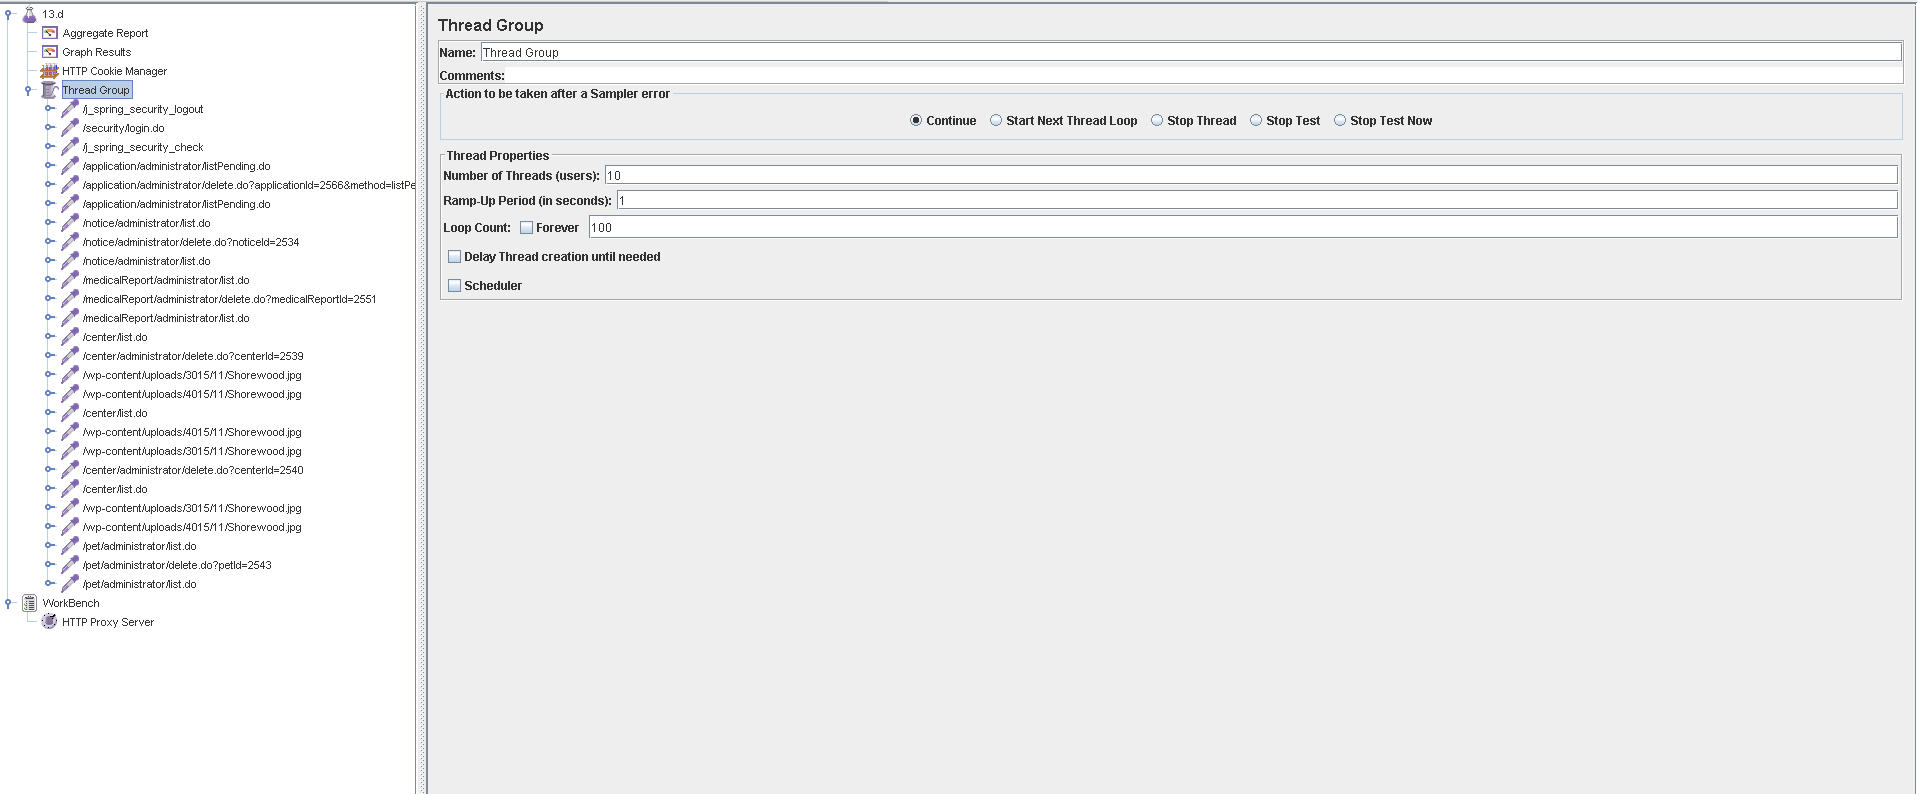 13.d
Aggregate Report
Graph Results
HTTP Cookie Manager
Thread Group
/j_spring_security_logout
/security/login.do
/j_spring_security_check
/application/administrator/listPending.do
/application/administrator/delete.do?applicationId=2566&method=listPe
/application/administrator/listPending.do
/notice/administrator/list.do
/notice/administrator/delete.do?noticeId=2534
/notice/administrator/list.do
/medicalReport/administrator/list.do
/medicalReport/administrator/delete.do?medicalReportId=2551
/medicalReport/administrator/list.do
/center/list.do
/center/administrator/delete.do?centerId=2539
/wp-content/uploads/3015/11/Shorewood.jpg
/wp-content/uploads/4015/11/Shorewood.jpg
/center/list.do
/wp-content/uploads/4015/11/Shorewood.jpg
/wp-content/uploads/3015/11/Shorewood.jpg
/center/administrator/delete.do?centerId=2540
/center/list.do
/wp-content/uploads/3015/11/Shorewood.jpg
/wp-content/uploads/4015/11/Shorewood.jpg
/pet/administrator/list.do
/pet/administrator/delete.do?petId=2543
/pet/administrator/list.do
WorkBench
HTTP Proxy Server
Thread Group
Name: Thread Group
Comments:
Action to be taken after a Sampler error
Continue Start Next Thread Loop Stop Thread Stop Test Stop Test Now
Thread Properties
Number of Threads (users): 10
Ramp-Up Period (in seconds): 1
Loop Count: Forever 100
Delay Thread creation until needed
Scheduler